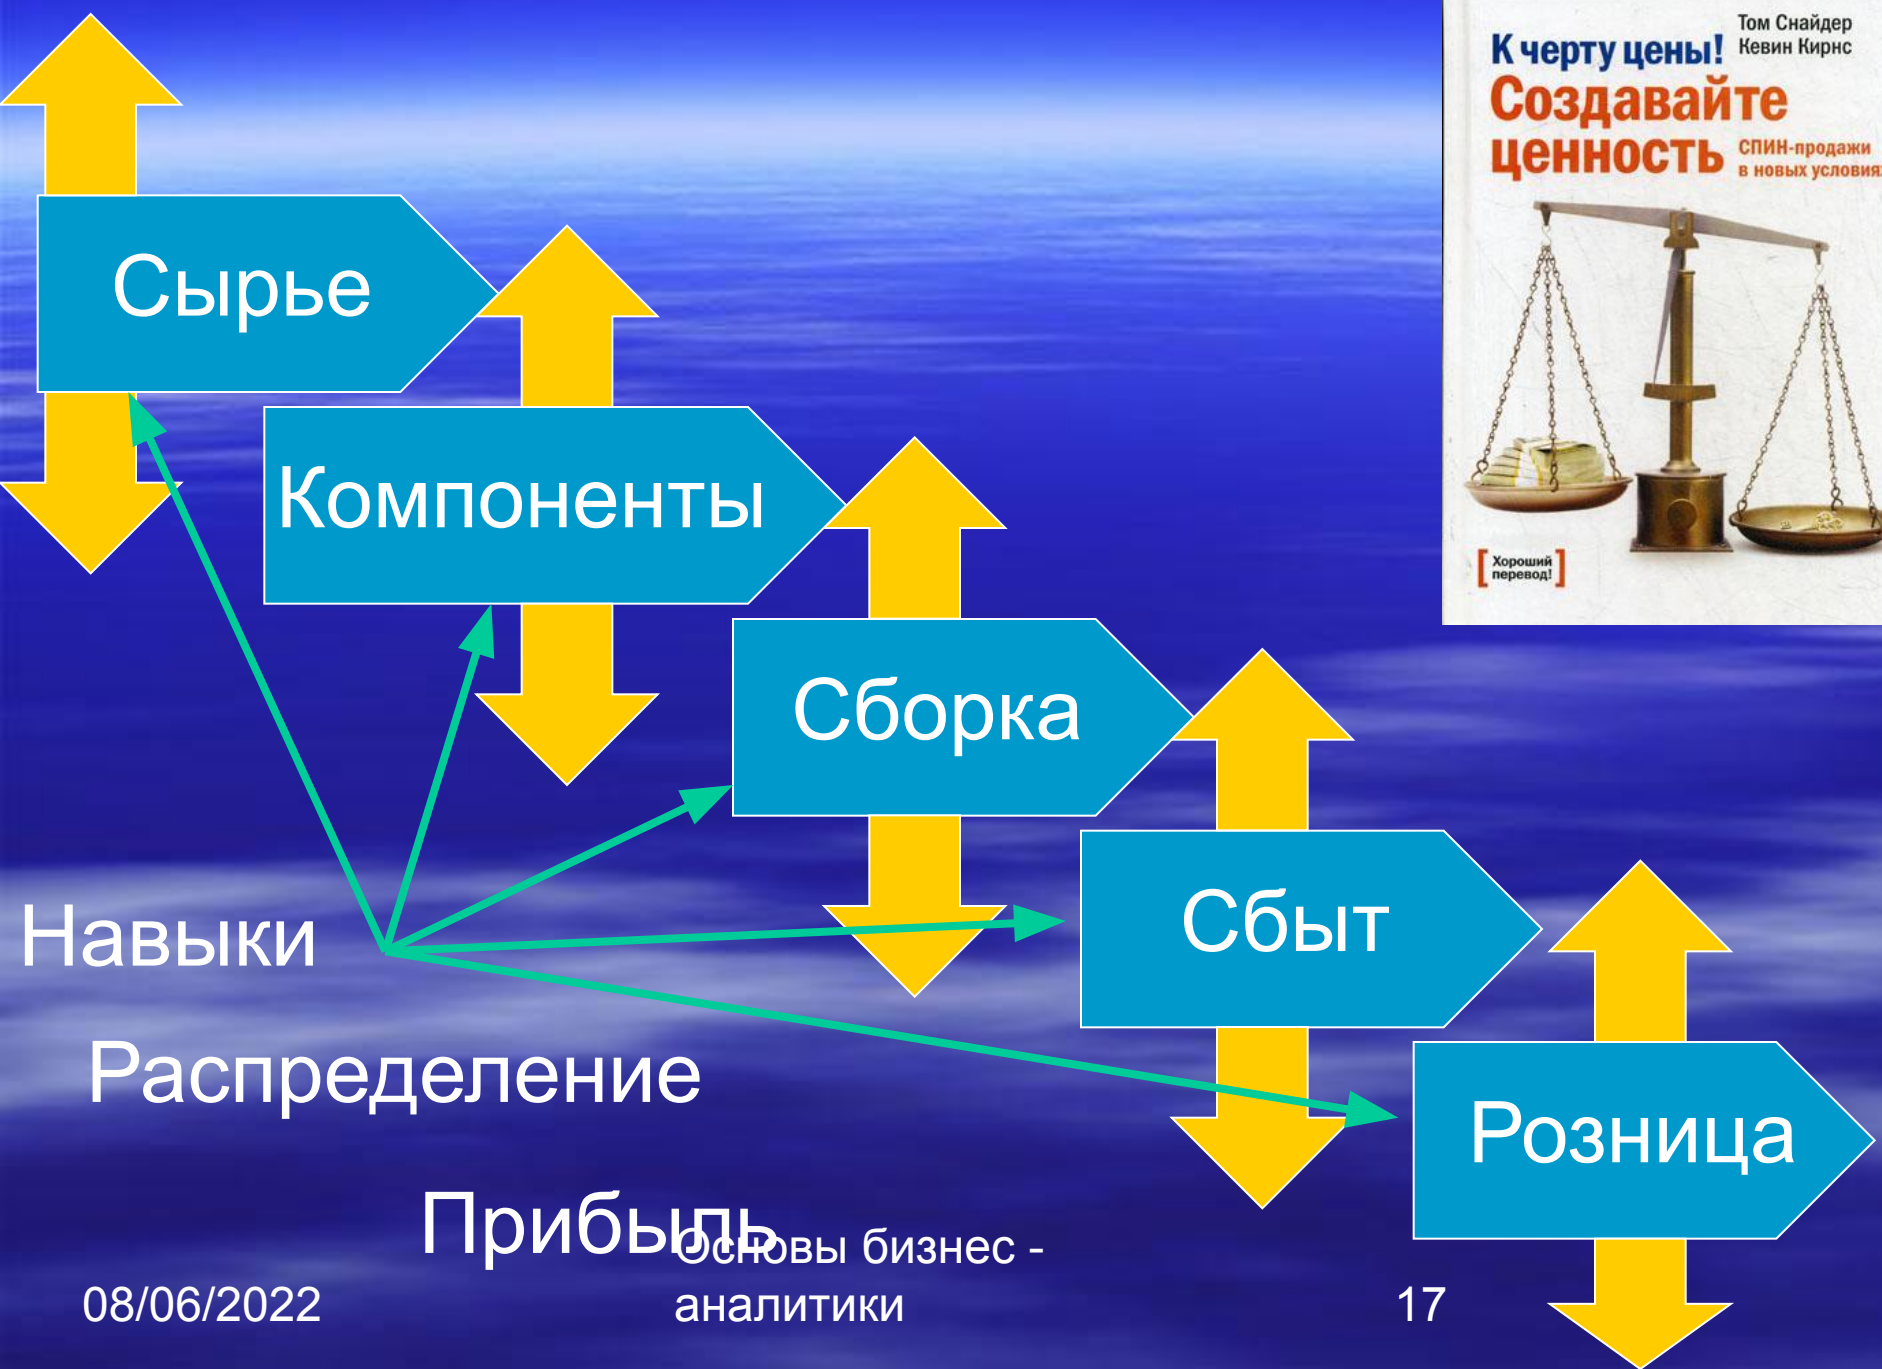 Том Снайдер
Кевин Кирнс
К черту цены!
Создавайте
ценность
СПИН-продажи
в новых условиях
Хороший
перевод!
Сырье
Компоненты
Сборка
Сбыт
Розница
Навыки
Распределение
Прибыль
Основы бизнес -
аналитики
08/06/2022
17